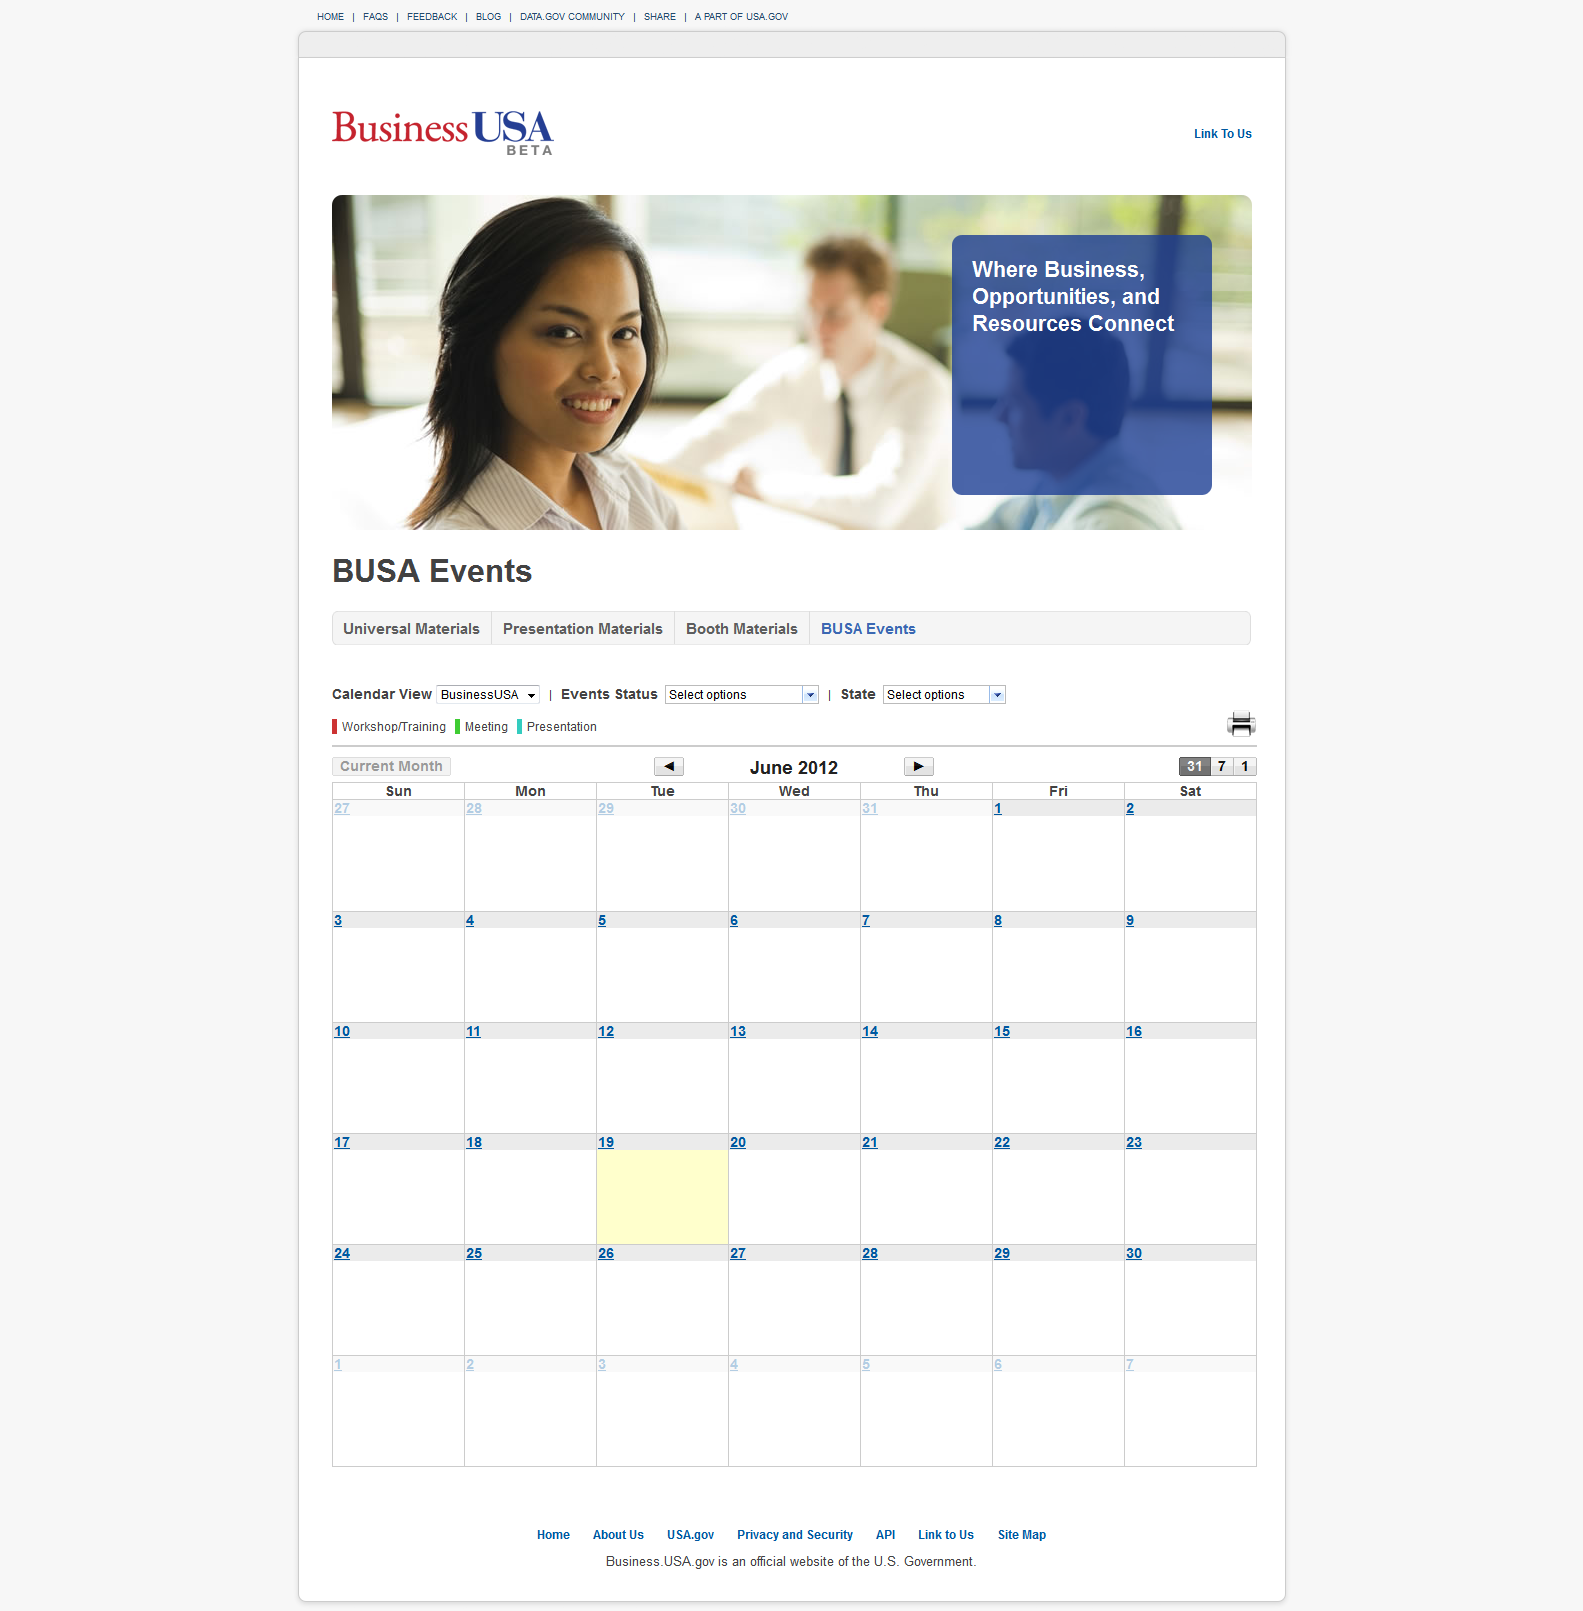 HOME | FAQS | FEEDBACK | BLOG | DATA.GOV COMMUNITY | SHARE | A PART OF USA.GOV
Business USA
BETA
Link To Us
Where Business,
Opportunities, and
Resources Connect
BUSA Events
Universal Materials Presentation Materials Booth Materials BUSA Events
Calendar View BusinessUSA | Events Status Select options | State Select options
Workshop/Training Meeting Presentation
Current Month June 2012 31 7 1
Sun Mon Tue Wed Thu Fri Sat
27 28 29 30 31 1 2
3 4 5 6 7 8 9
10 11 12 13 14 15 16
17 18 19 20 21 22 23
24 25 26 27 28 29 30
1 2 3 4 5 6 7
Home About Us USA.gov Privacy and Security API Link to Us Site Map
Business.USA.gov is an official website of the U.S. Government.